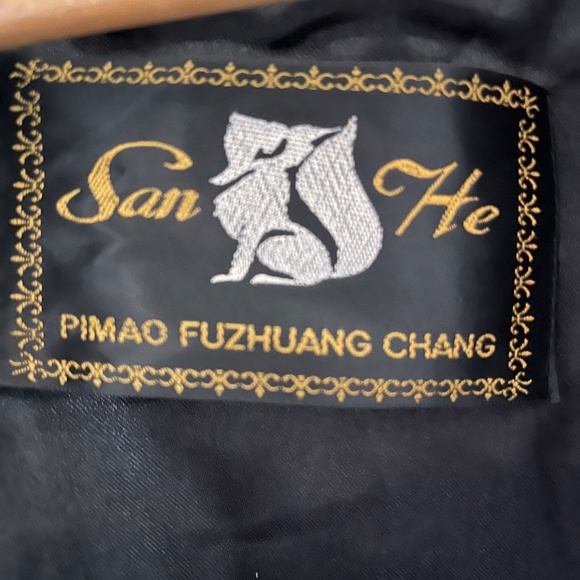 San He
PIMAO FUZHUANG CHANG